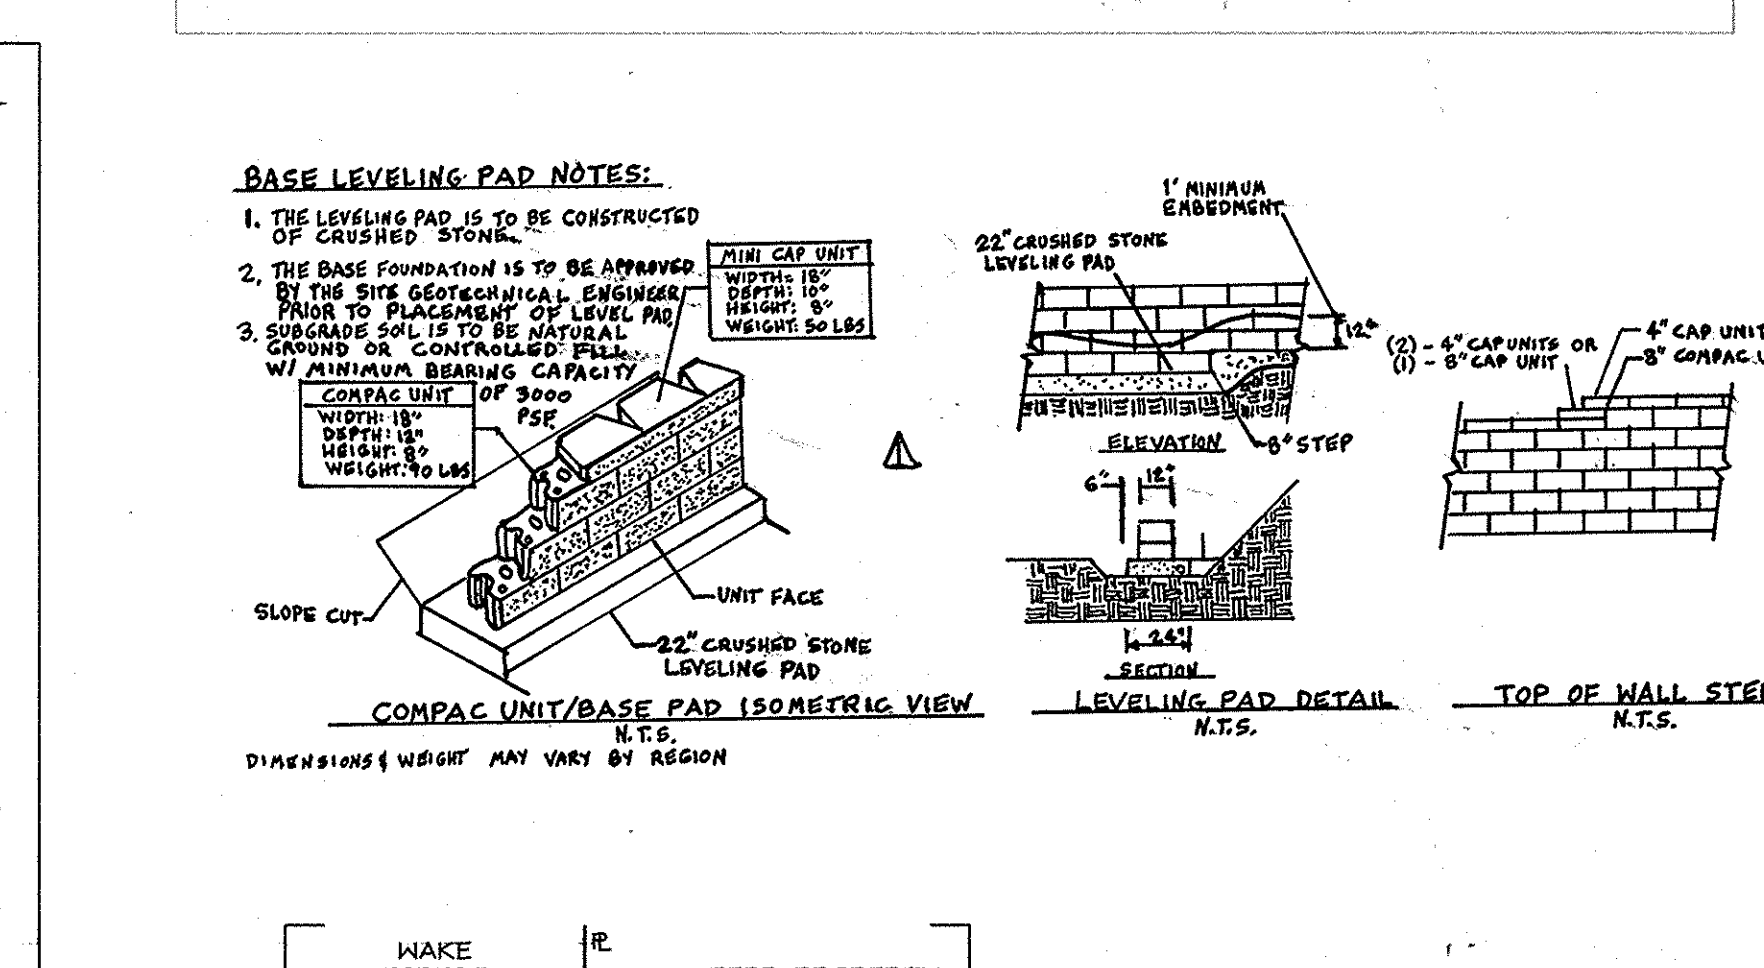 BASE LEVELING PAD NOTES:
1. THE LEVELING PAD IS TO BE CONSTRUCTED
OF CRUSHED STONE.
2. THE BASE FOUNDATION IS TO BE APPROVED
BY THE SITE GEOTECHNICAL ENGINEER
PRIOR TO PLACEMENT OF LEVEL PAD.
3. SUBGRADE SOIL IS TO BE NATURAL
GROUND OR CONTROLLED FILL
W/ MINIMUM BEARING CAPACITY
OF 3000
PSF.
MINI CAP UNIT
WIDTH: 18"
DEPTH: 10"
HEIGHT: 8"
WEIGHT: 50 LBS
COMPAC UNIT
WIDTH: 18"
DEPTH: 12"
HEIGHT: 8"
WEIGHT: 90 LBS
SLOPE CUT
UNIT FACE
22" CRUSHED STONE
LEVELING PAD
COMPAC UNIT/BASE PAD ISOMETRIC VIEW
N.T.S.
DIMENSIONS & WEIGHT MAY VARY BY REGION
1' MINIMUM
EMBEDMENT
22" CRUSHED STONE
LEVELING PAD
12"
ELEVATION
8" STEP
6"
12"
24"
SECTION
LEVELING PAD DETAIL
N.T.S.
(2) - 4" CAP UNITS OR
(1) - 8" CAP UNIT
4" CAP UNIT
8" COMPAC
TOP OF WALL STE
N.T.S.
WAKE
PL